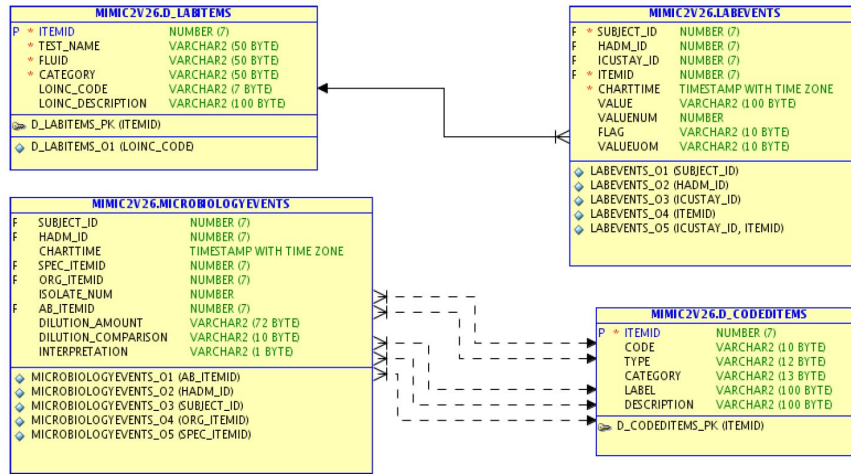 MIMIC2V26.D_LABITEMS
P * ITEMID NUMBER (7)
* TEST_NAME VARCHAR2 (50 BYTE)
* FLUID VARCHAR2 (50 BYTE)
* CATEGORY VARCHAR2 (50 BYTE)
LOINC_CODE VARCHAR2 (7 BYTE)
LOINC_DESCRIPTION VARCHAR2 (100 BYTE)
D_LABITEMS_PK (ITEMID)
D_LABITEMS_O1 (LOINC_CODE)
MIMIC2V26.LABEVENTS
F * SUBJECT_ID NUMBER (7)
F HADM_ID NUMBER (7)
F ICUSTAY_ID NUMBER (7)
F * ITEMID NUMBER (7)
* CHARTTIME TIMESTAMP WITH TIME ZONE
VALUE VARCHAR2 (100 BYTE)
VALUENUM NUMBER
FLAG VARCHAR2 (10 BYTE)
VALUEUOM VARCHAR2 (10 BYTE)
LABEVENTS_O1 (SUBJECT_ID)
LABEVENTS_O2 (HADM_ID)
LABEVENTS_O3 (ICUSTAY_ID)
LABEVENTS_O4 (ITEMID)
LABEVENTS_O5 (ICUSTAY_ID, ITEMID)
MIMIC2V26.MICROBIOLOGYEVENTS
F SUBJECT_ID NUMBER (7)
F HADM_ID NUMBER (7)
CHARTTIME TIMESTAMP WITH TIME ZONE
F SPEC_ITEMID NUMBER (7)
F ORG_ITEMID NUMBER (7)
ISOLATE_NUM NUMBER
F AB_ITEMID NUMBER (7)
DILUTION_AMOUNT VARCHAR2 (72 BYTE)
DILUTION_COMPARISON VARCHAR2 (10 BYTE)
INTERPRETATION VARCHAR2 (1 BYTE)
MICROBIOLOGYEVENTS_O1 (AB_ITEMID)
MICROBIOLOGYEVENTS_O2 (HADM_ID)
MICROBIOLOGYEVENTS_O3 (SUBJECT_ID)
MICROBIOLOGYEVENTS_O4 (ORG_ITEMID)
MICROBIOLOGYEVENTS_O5 (SPEC_ITEMID)
MIMIC2V26.D_CODEDITEMS
P * ITEMID NUMBER (7)
CODE VARCHAR2 (10 BYTE)
TYPE VARCHAR2 (12 BYTE)
CATEGORY VARCHAR2 (13 BYTE)
LABEL VARCHAR2 (100 BYTE)
DESCRIPTION VARCHAR2 (100 BYTE)
D_CODEDITEMS_PK (ITEMID)